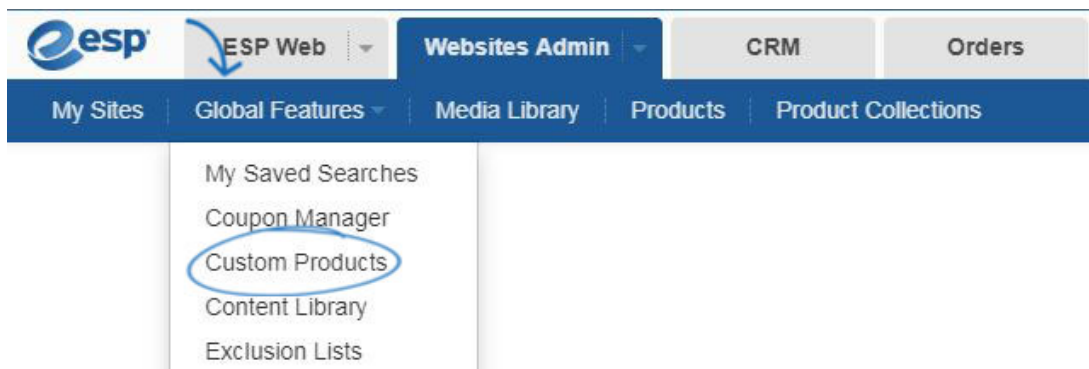 esp ESP Web Websites Admin CRM Orders
My Sites Global Features Media Library Products Product Collections
My Saved Searches
Coupon Manager
Custom Products
Content Library
Exclusion Lists